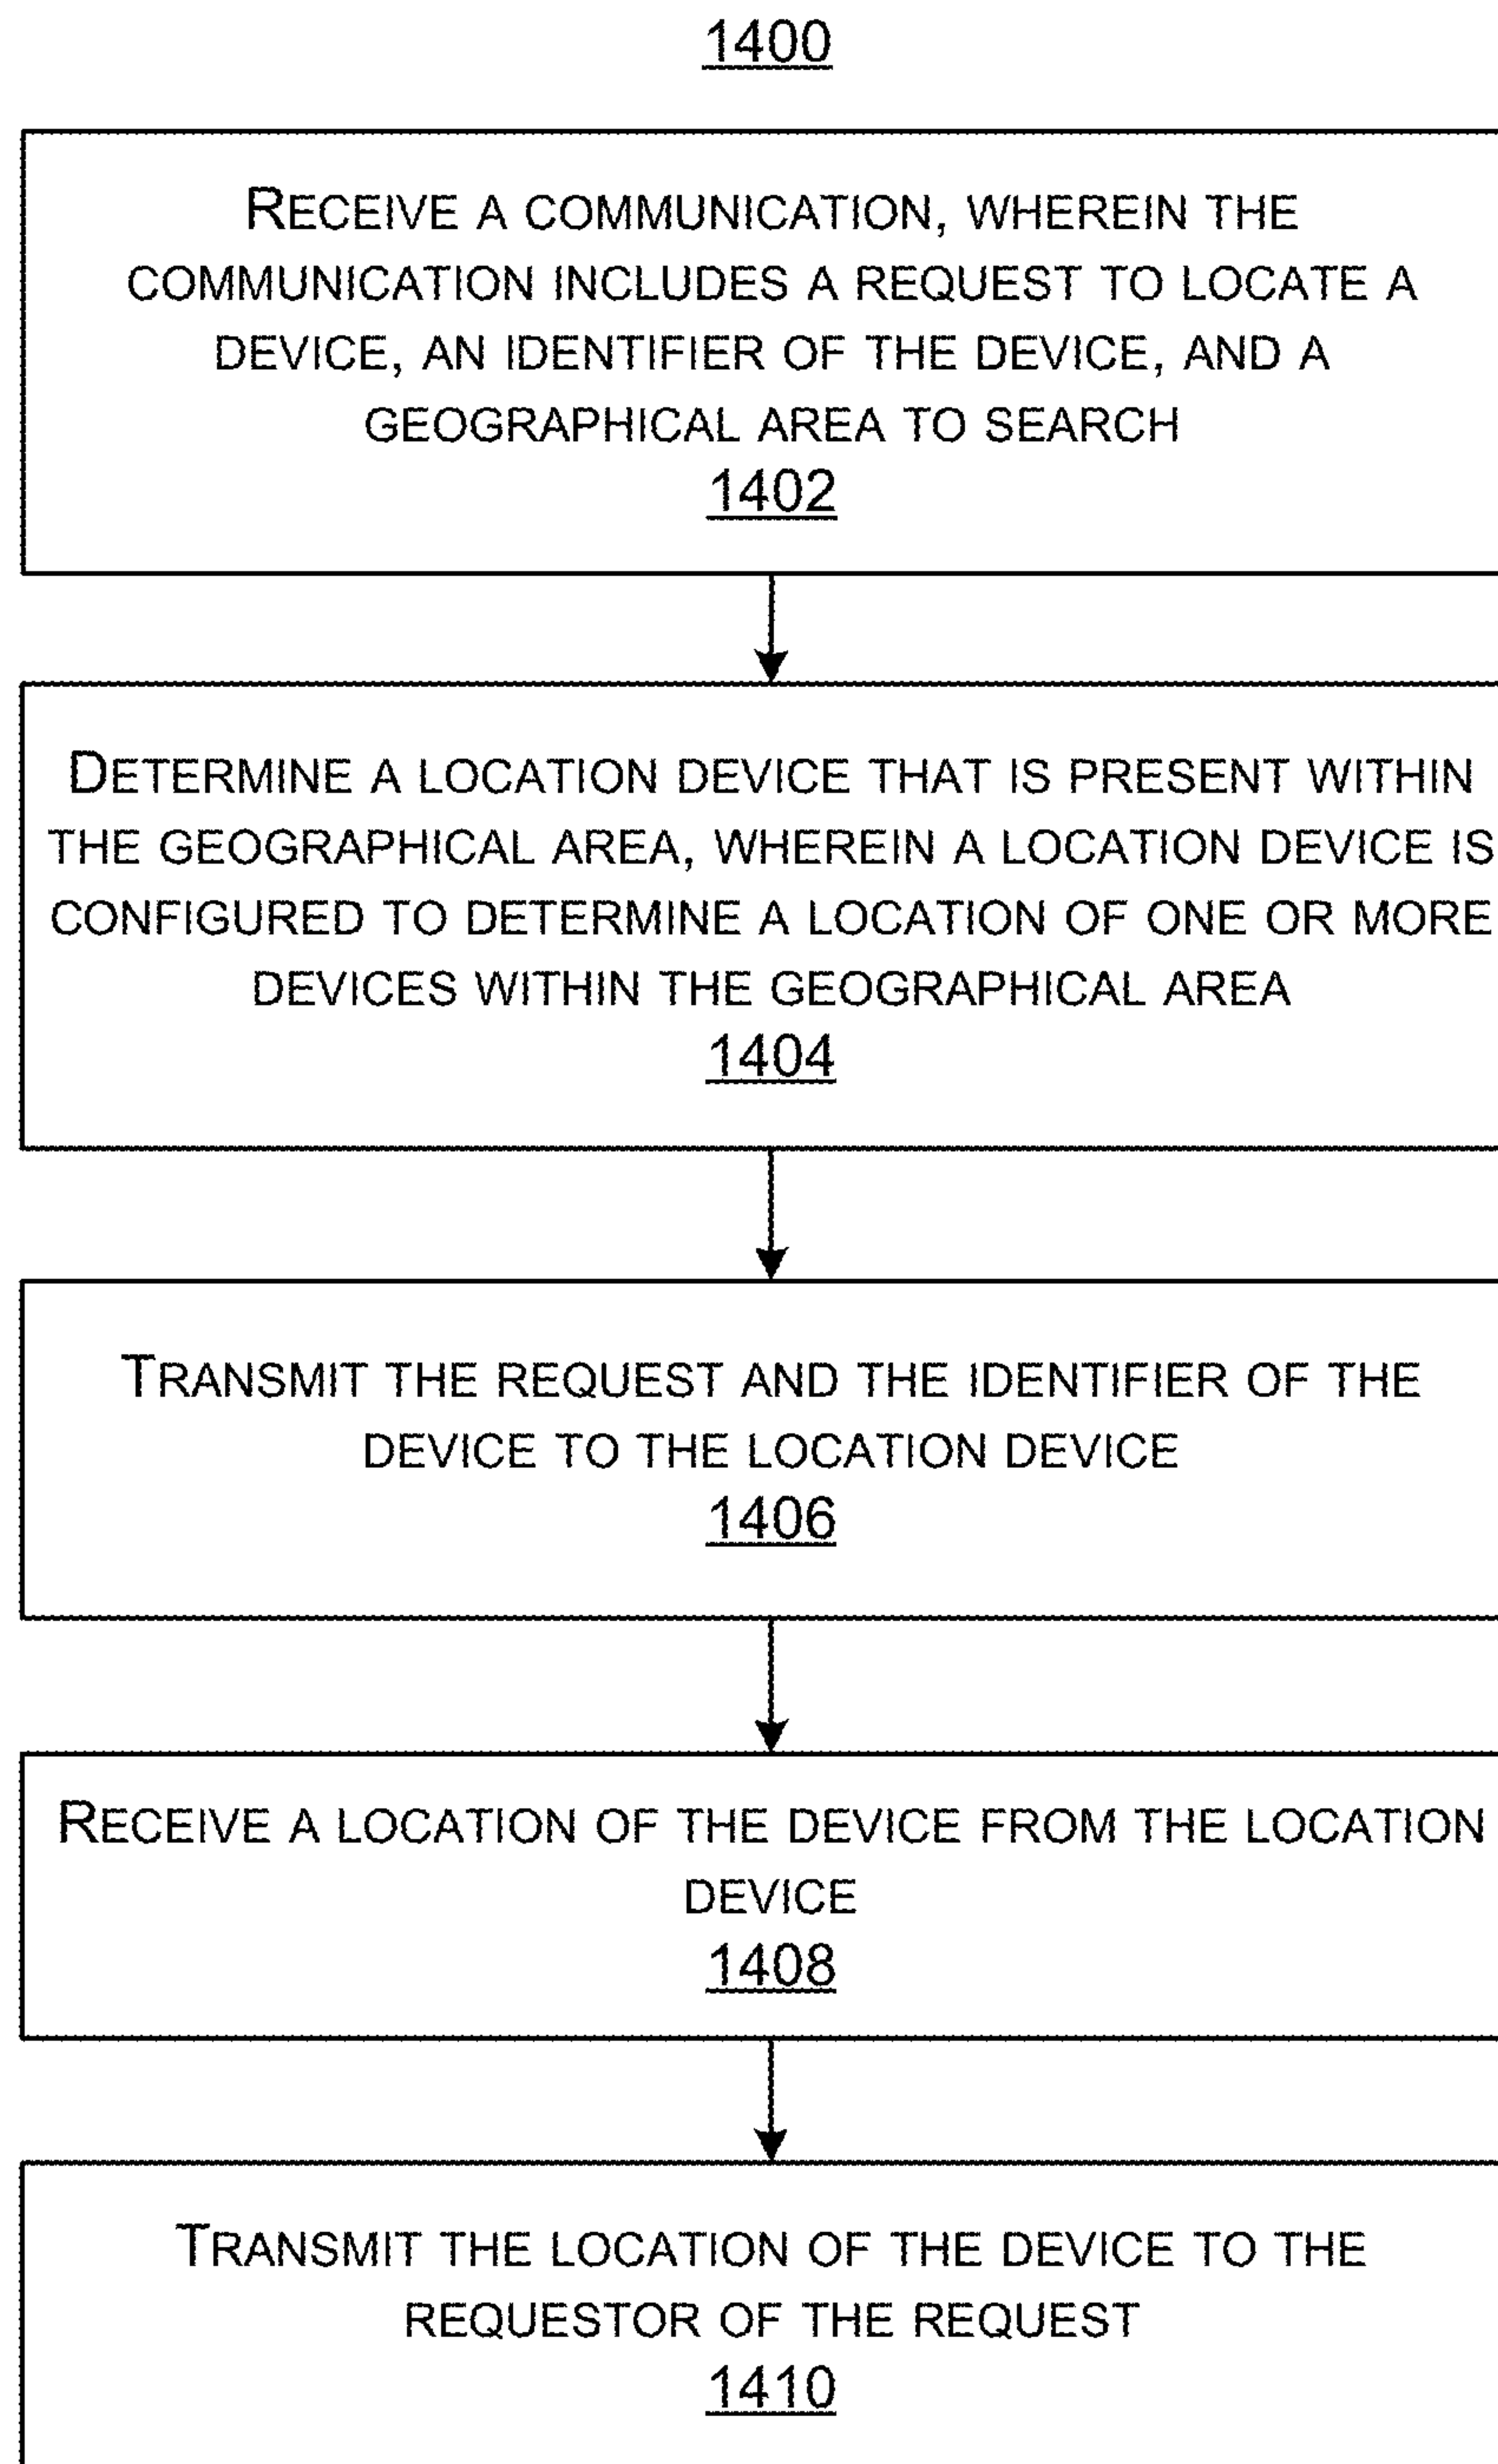 1400
RECEIVE A COMMUNICATION, WHEREIN THE
COMMUNICATION INCLUDES A REQUEST TO LOCATE A
DEVICE, AN IDENTIFIER OF THE DEVICE, AND A
GEOGRAPHICAL AREA TO SEARCH
1402
DETERMINE A LOCATION DEVICE THAT IS PRESENT WITHIN
THE GEOGRAPHICAL AREA, WHEREIN A LOCATION DEVICE IS
CONFIGURED TO DETERMINE A LOCATION OF ONE OR MORE
DEVICES WITHIN THE GEOGRAPHICAL AREA
1404
TRANSMIT THE REQUEST AND THE IDENTIFIER OF THE
DEVICE TO THE LOCATION DEVICE
1406
RECEIVE A LOCATION OF THE DEVICE FROM THE LOCATION
DEVICE
1408
TRANSMIT THE LOCATION OF THE DEVICE TO THE
REQUESTOR OF THE REQUEST
1410